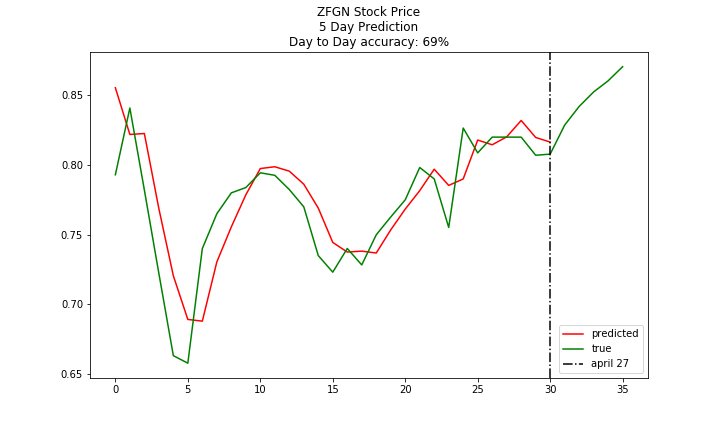 ZFGN Stock Price
5 Day Prediction
Day to Day accuracy: 69%
0.85
0.80
0.75
0.70
0.65
0 5 10 15 20 25 30 35
predicted
true
april 27